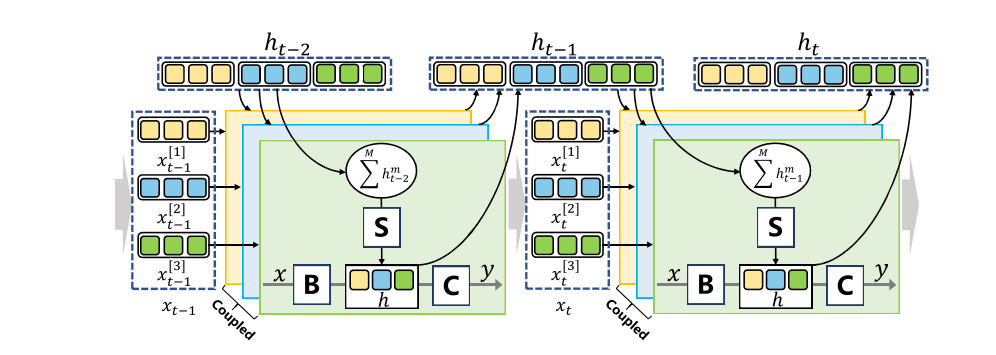 h_{t-2}
h_{t-1}
h_t
x_{t-1}^{[1]}
x_{t-1}^{[2]}
x_{t-1}^{[3]}
x_{t-1}
\sum^{M} h_{t-2}^{m}
S
x
B
h
C
y
Coupled
x_t^{[1]}
x_t^{[2]}
x_t^{[3]}
x_t
\sum^{M} h_{t-1}^{m}
S
x
B
h
C
y
Coupled